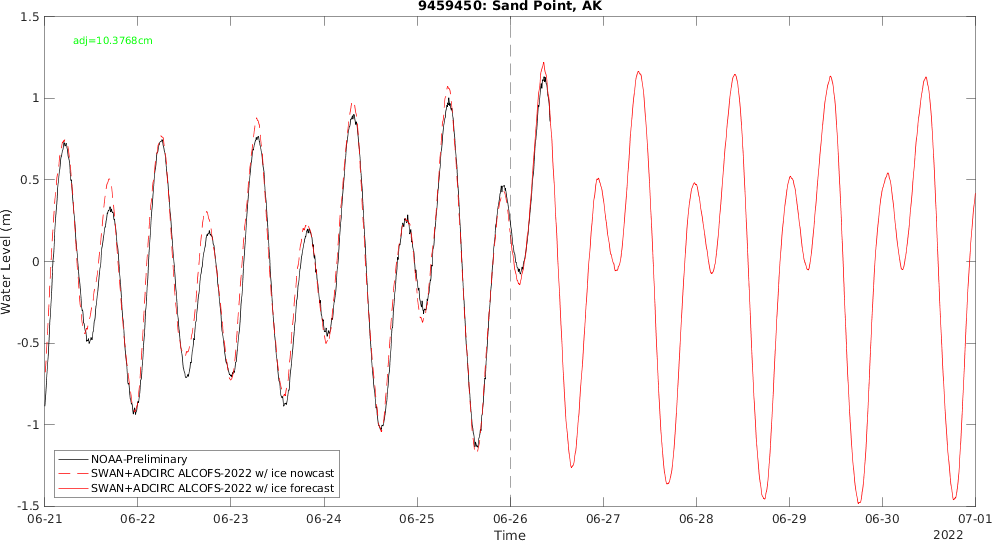 9459450: Sand Point, AK
adj=10.3768cm
1.5
1
0.5
0
-0.5
-1
-1.5
Water Level (m)
NOAA-Preliminary
SWAN+ADCIRC ALCOFS-2022 w/ ice nowcast
SWAN+ADCIRC ALCOFS-2022 w/ ice forecast
06-21 06-22 06-23 06-24 06-25 06-26 06-27 06-28 06-29 06-30 07-01
Time
2022